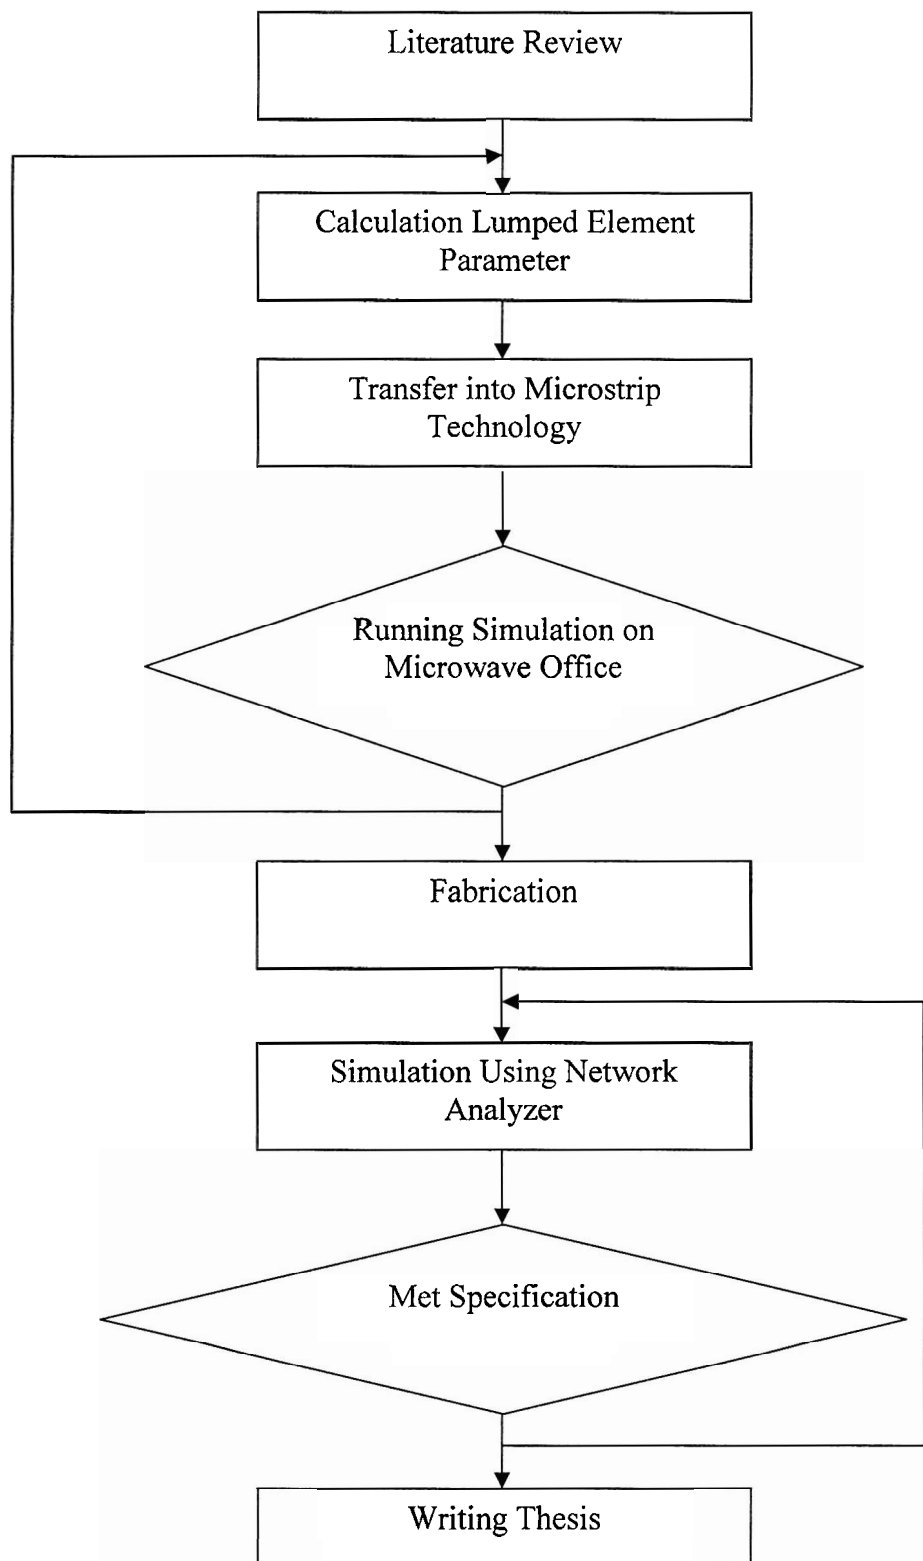 Literature Review
Calculation Lumped Element
Parameter
Transfer into Microstrip
Technology
Running Simulation on
Microwave Office
Fabrication
Simulation Using Network
Analyzer
Met Specification
Writing Thesis